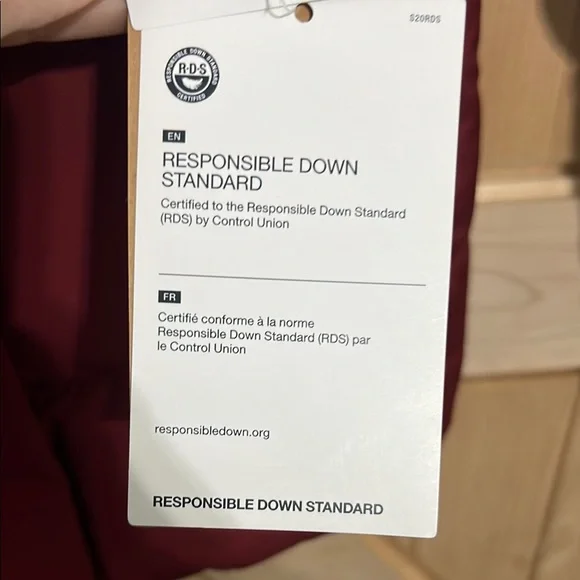 S20RDS
RESPONSIBLE DOWN STANDARD
R·D·S
CERTIFIED
EN
RESPONSIBLE DOWN
STANDARD
Certified to the Responsible Down Standard
(RDS) by Control Union
FR
Certifié conforme à la norme
Responsible Down Standard (RDS) par
le Control Union
responsibledown.org
RESPONSIBLE DOWN STANDARD